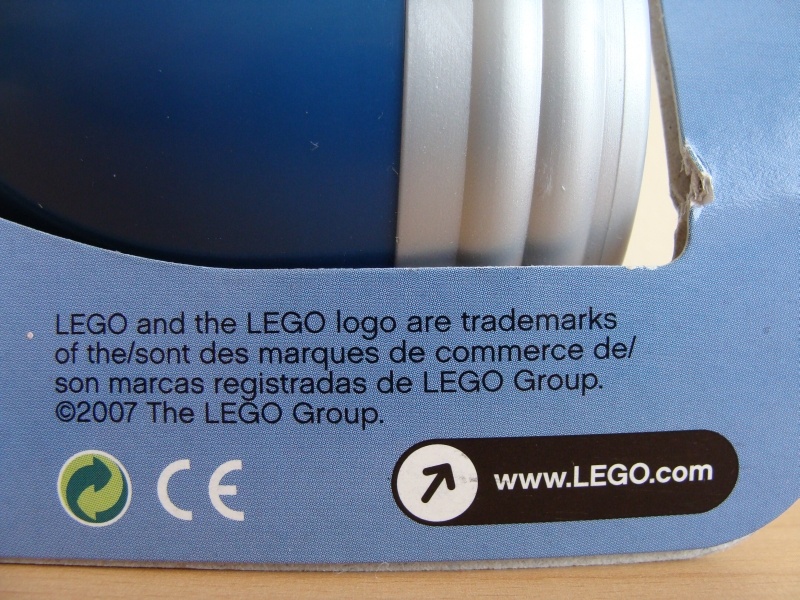 LEGO and the LEGO logo are trademarks
of the/sont des marques de commerce de/
son marcas registradas de LEGO Group.
©2007 The LEGO Group.
CE
www.LEGO.com